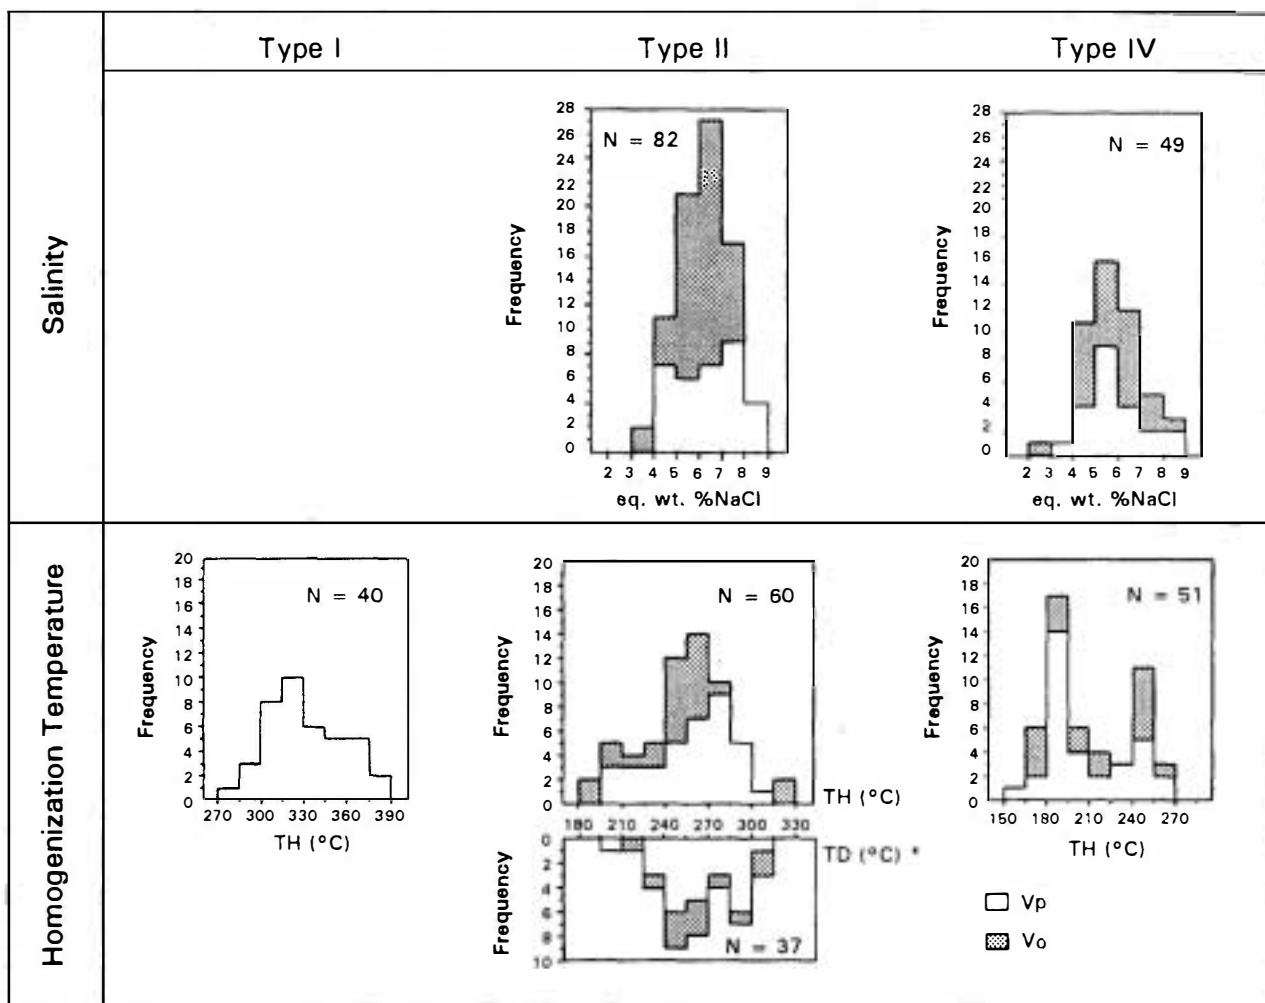 Type I
Type II
Type IV
Salinity
Frequency
28
26
24
22
20
18
16
14
12
10
8
6
4
2
0
N = 82
2 3 4 5 6 7 8 9
eq. wt. %NaCl
Frequency
28
26
24
22
20
18
16
14
12
10
8
6
4
2
0
N = 49
2 3 4 5 6 7 8 9
eq. wt. %NaCl
Homogenization Temperature
Frequency
20
18
16
14
12
10
8
6
4
2
0
N = 40
270 300 330 360 390
TH (°C)
Frequency
20
18
16
14
12
10
8
6
4
2
0
N = 60
TH (°C)
180 210 240 270 300 330
TD (°C) *
Frequency
0
2
4
6
8
10
N = 37
Frequency
20
18
16
14
12
10
8
6
4
2
0
N = 51
150 180 210 240 270
TH (°C)
Vp
Vo